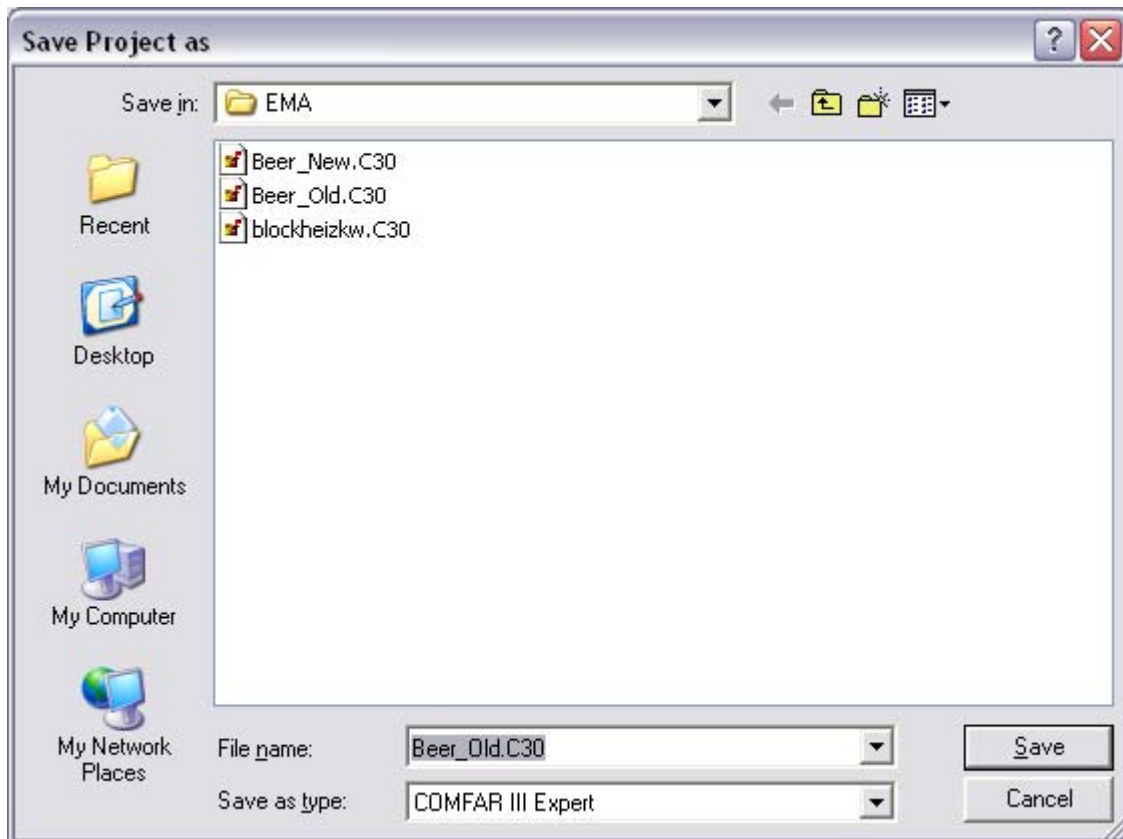 Save Project as
Save in: EMA
Beer_New.C30
Beer_Old.C30
blockheizkw.C30
Recent
Desktop
My Documents
My Computer
My Network
Places
File name: Beer_Old.C30 Save
Save as type: COMFAR III Expert Cancel